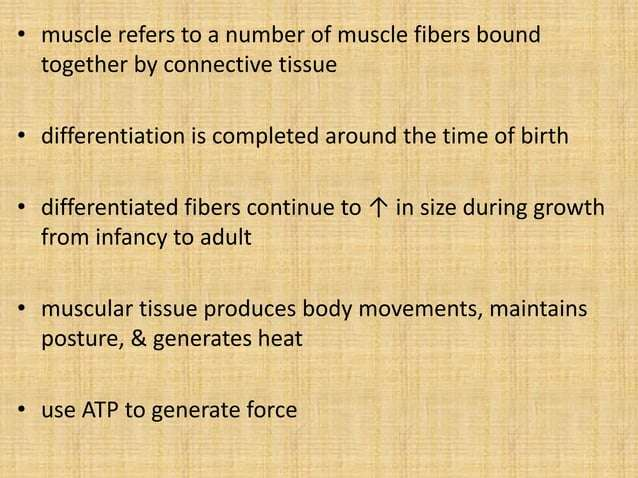 • muscle refers to a number of muscle fibers bound
together by connective tissue
• differentiation is completed around the time of birth
• differentiated fibers continue to ↑ in size during growth
from infancy to adult
• muscular tissue produces body movements, maintains
posture, & generates heat
• use ATP to generate force